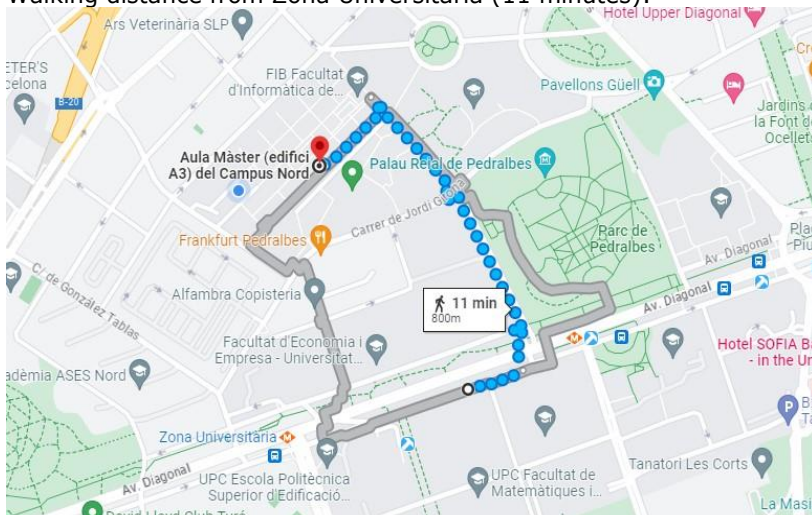 Walking distance from Zona Universitaria (11 minutes).
Ars Veterinària SLP
Hotel Upper Diagonal
ETER'S
celona
B-20
FIB Facultat
d'Informàtica de...
Pavellons Güell
Jardins
la Font d
Ocellet
Aula Màster (edifici
A3) del Campus Nord
Palau Reial de Pedralbes
Carrer de Jordi Girona
Frankfurt Pedralbes
Parc de
Pedralbes
Av. Diagonal
Pla
Piu
C/. de González Tablas
Alfambra Copisteria
11 min
800m
Av. Diagonal
Facultat d'Economia i
Empresa - Universitat...
Hotel SOFIA Ba
- in the Un
adèmia ASES Nord
Zona Universitària
P
B
Ta
Av. Diagonal
UPC Escola Politècnica
Superior d'Edificació...
UPC Facultat de
Matemàtiques i...
Tanatori Les Corts
La Masi